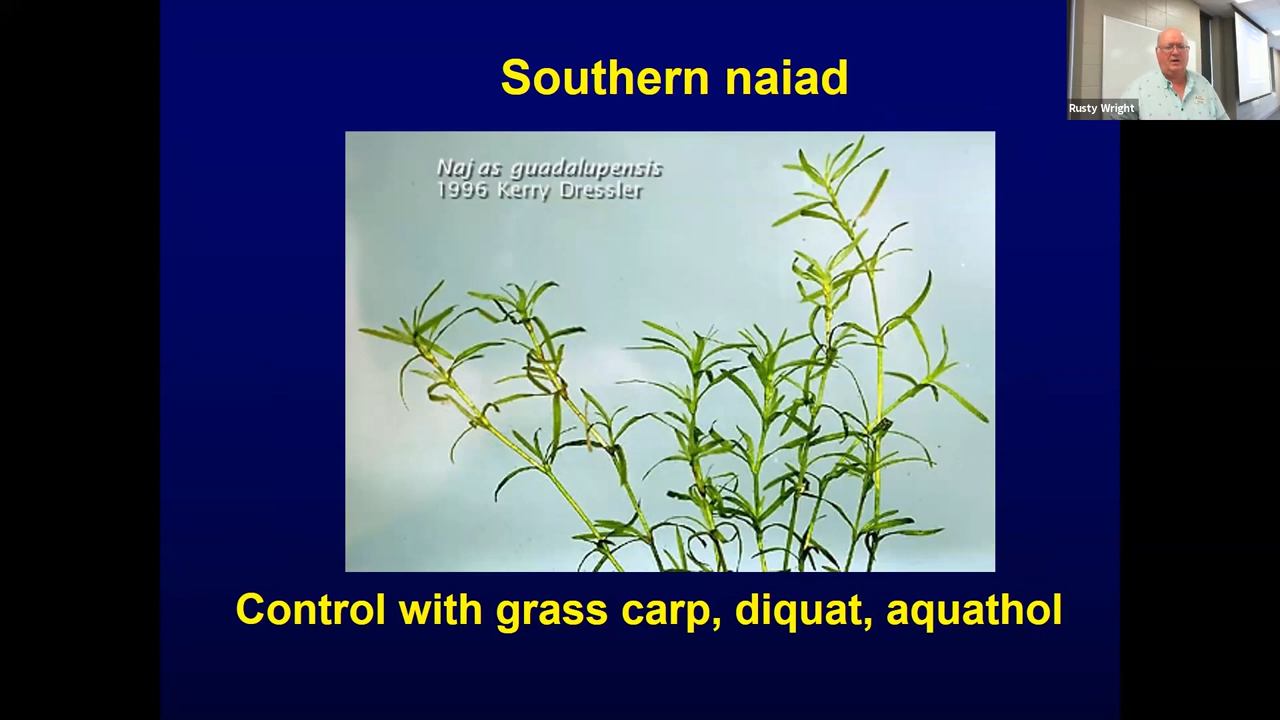 Southern naiad
Rusty Wright
Najas guadalupensis
1996 Kerry Dressler
Control with grass carp, diquat, aquathol